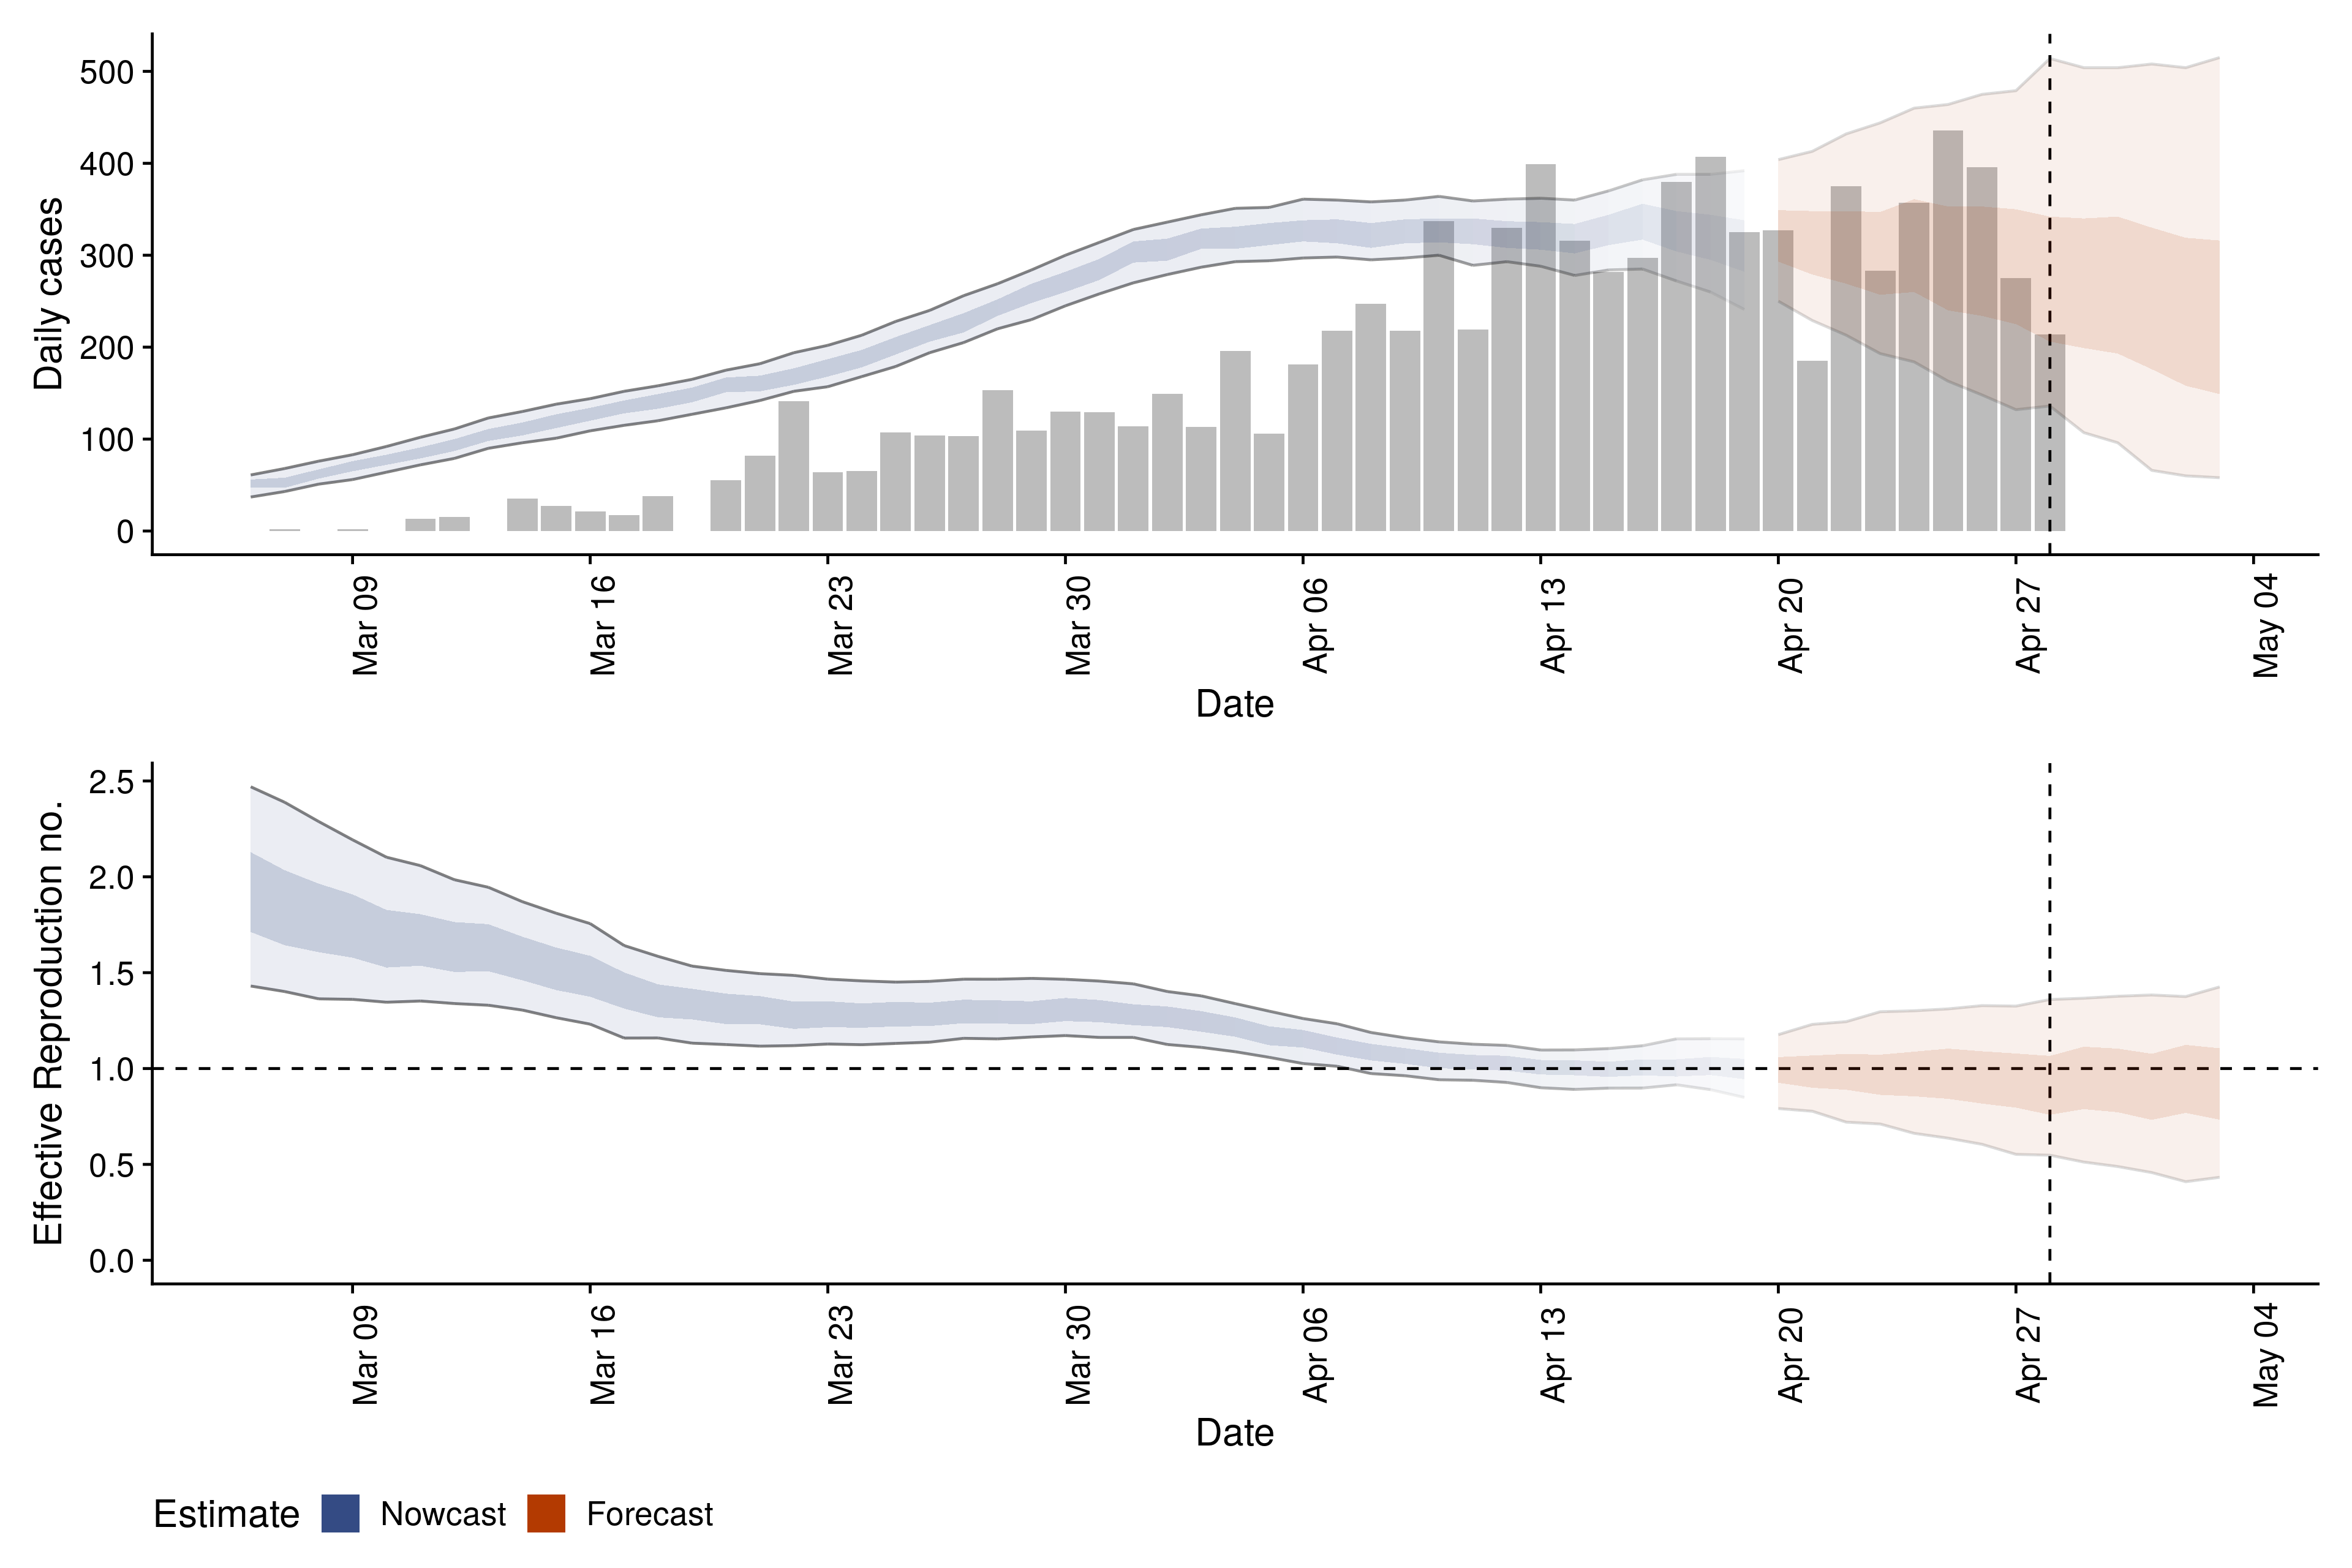 500
400
300
200
100
0
Daily cases
Mar 09
Mar 16
Mar 23
Mar 30
Apr 06
Apr 13
Apr 20
Apr 27
May 04
Date
2.5
2.0
1.5
1.0
0.5
0.0
Effective Reproduction no.
Mar 09
Mar 16
Mar 23
Mar 30
Apr 06
Apr 13
Apr 20
Apr 27
May 04
Date
Estimate Nowcast Forecast